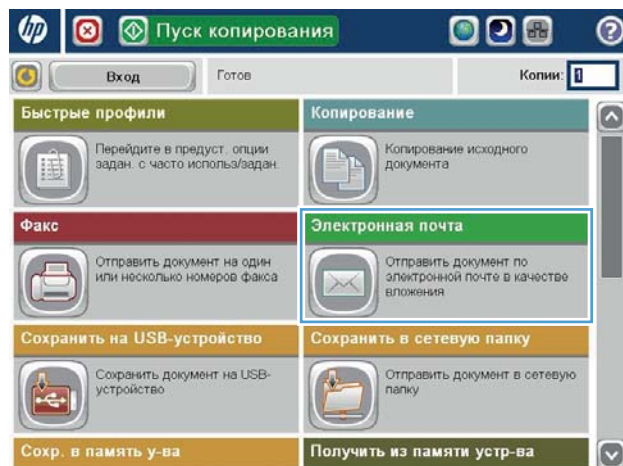 hp
Пуск копирования
?
Вход
Готов
Копии: 1
Быстрые профили
Копирование
Перейдите в предуст. опции
задан. с часто использ/задан.
Копирование исходного
документа
Факс
Электронная почта
Отправить документ на один
или несколько номеров факса
Отправить документ по
электронной почте в качестве
вложения
Сохранить на USB-устройство
Сохранить в сетевую папку
Сохранить документ на USB-
устройство
Отправить документ в сетевую
папку
Сохр. в память у-ва
Получить из памяти устр-ва